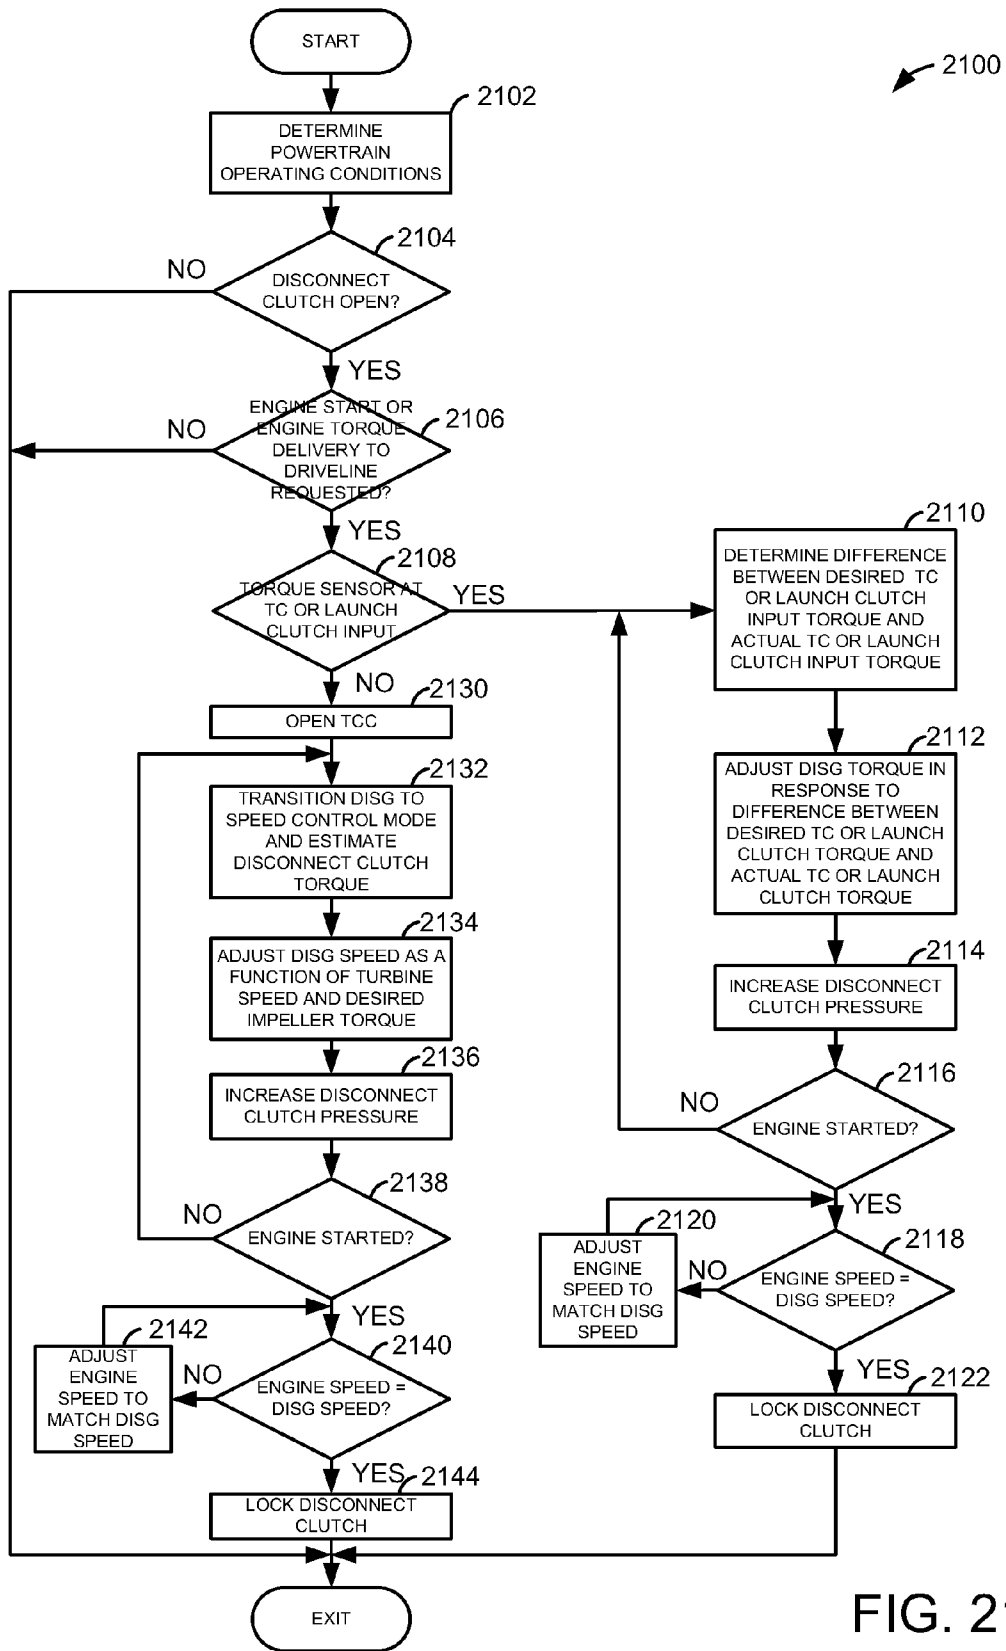 START
2100
2102
DETERMINE
POWERTRAIN
OPERATING CONDITIONS
2104
DISCONNECT
CLUTCH OPEN?
NO
YES
2106
ENGINE START OR
ENGINE TORQUE
DELIVERY TO
DRIVELINE
REQUESTED?
NO
YES
2108
TORQUE SENSOR AT
TC OR LAUNCH
CLUTCH INPUT
YES
NO
2110
DETERMINE DIFFERENCE
BETWEEN DESIRED TC
OR LAUNCH CLUTCH
INPUT TORQUE AND
ACTUAL TC OR LAUNCH
CLUTCH INPUT TORQUE
2112
ADJUST DISG TORQUE IN
RESPONSE TO
DIFFERENCE BETWEEN
DESIRED TC OR LAUNCH
CLUTCH TORQUE AND
ACTUAL TC OR LAUNCH
CLUTCH TORQUE
2114
INCREASE DISCONNECT
CLUTCH PRESSURE
2116
ENGINE STARTED?
NO
YES
2118
ENGINE SPEED =
DISG SPEED?
NO
2120
ADJUST
ENGINE
SPEED TO
MATCH DISG
SPEED
YES
2122
LOCK DISCONNECT
CLUTCH
2130
OPEN TCC
2132
TRANSITION DISG TO
SPEED CONTROL MODE
AND ESTIMATE
DISCONNECT CLUTCH
TORQUE
2134
ADJUST DISG SPEED AS A
FUNCTION OF TURBINE
SPEED AND DESIRED
IMPELLER TORQUE
2136
INCREASE DISCONNECT
CLUTCH PRESSURE
2138
ENGINE STARTED?
NO
YES
2140
ENGINE SPEED =
DISG SPEED?
NO
2142
ADJUST
ENGINE
SPEED TO
MATCH DISG
SPEED
YES
2144
LOCK DISCONNECT
CLUTCH
EXIT
FIG. 21